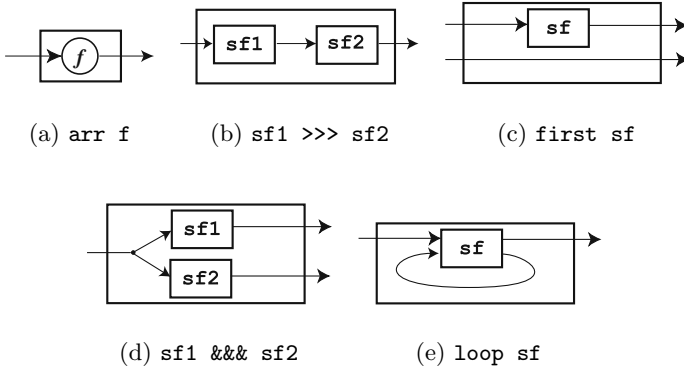 f
sf1 sf2
sf
(a) arr f (b) sf1 >>> sf2 (c) first sf
sf1
sf2
sf
(d) sf1 &&& sf2 (e) loop sf